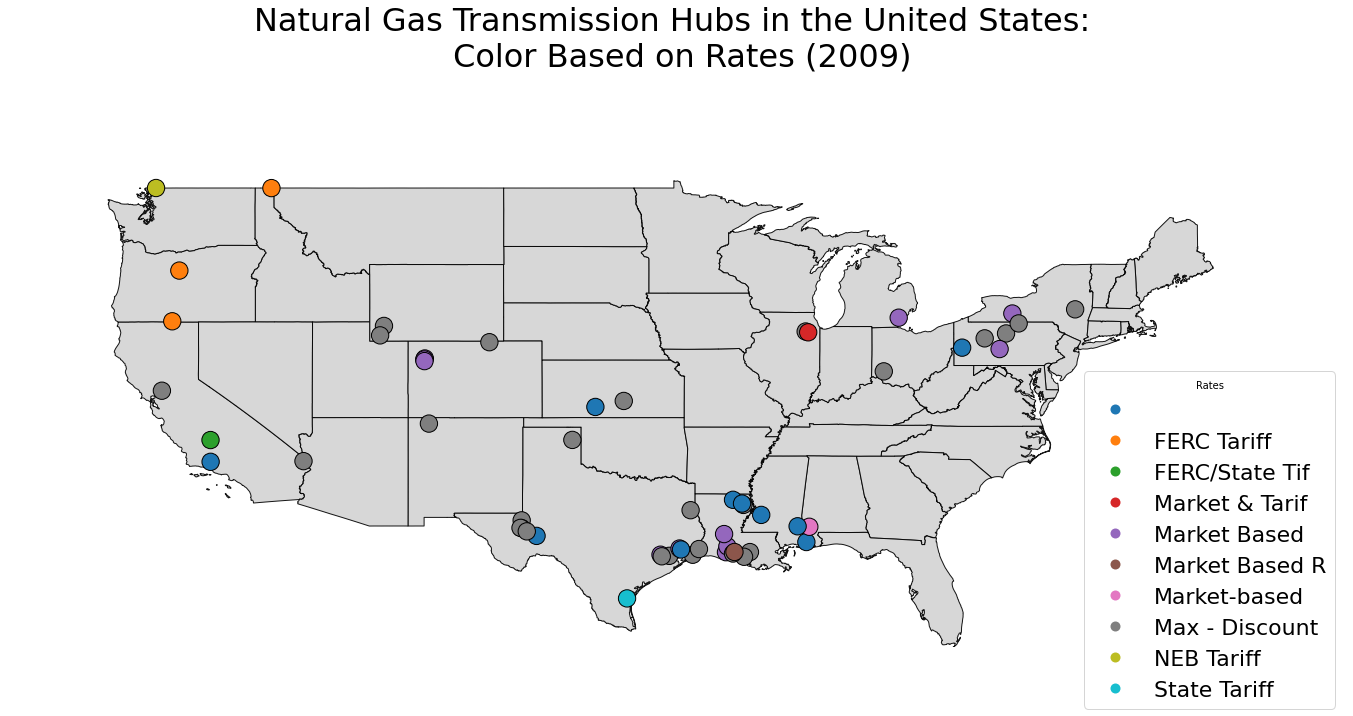 Natural Gas Transmission Hubs in the United States:
Color Based on Rates (2009)
Rates
FERC Tariff
FERC/State Tif
Market & Tarif
Market Based
Market Based R
Market-based
Max - Discount
NEB Tariff
State Tariff